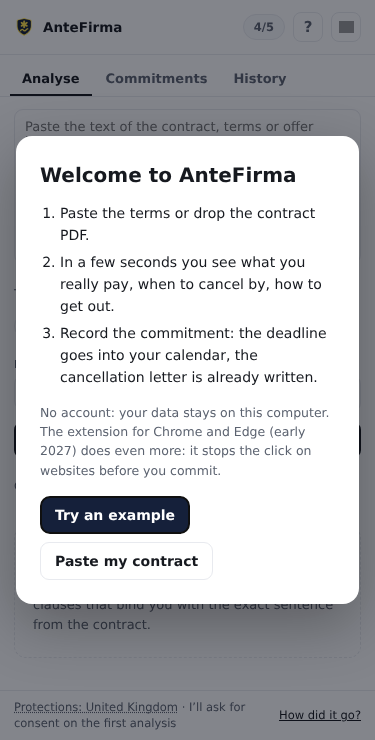 AnteFirma
4/5
?
Analyse
Commitments
History
Paste the text of the contract, terms or offer
Welcome to AnteFirma
1. Paste the terms or drop the contract
PDF.
2. In a few seconds you see what you
really pay, when to cancel by, how to
get out.
3. Record the commitment: the deadline
goes into your calendar, the
cancellation letter is already written.
No account: your data stays on this computer.
The extension for Chrome and Edge (early
2027) does even more: it stops the click on
websites before you commit.
Try an example
Paste my contract
clauses that bind you with the exact sentence
from the contract.
Protections: United Kingdom · I’ll ask for
consent on the first analysis
How did it go?